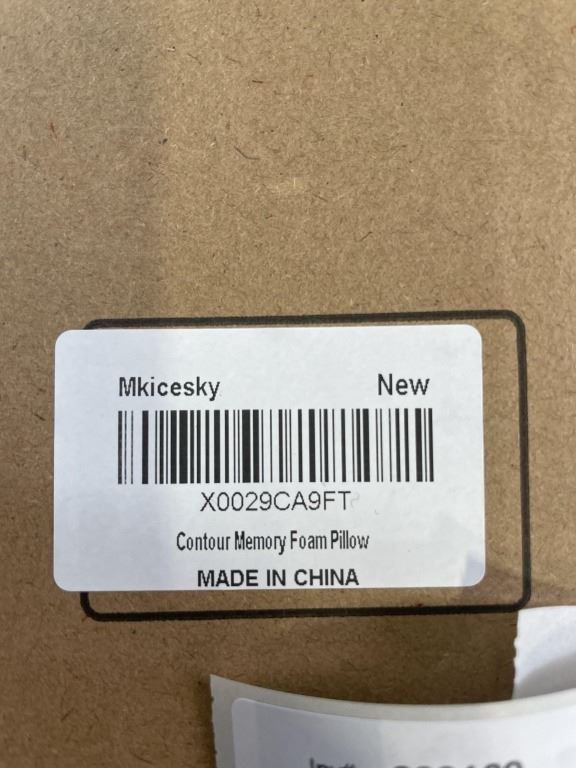 Mkicesky New
X0029CA9FT
Contour Memory Foam Pillow
MADE IN CHINA